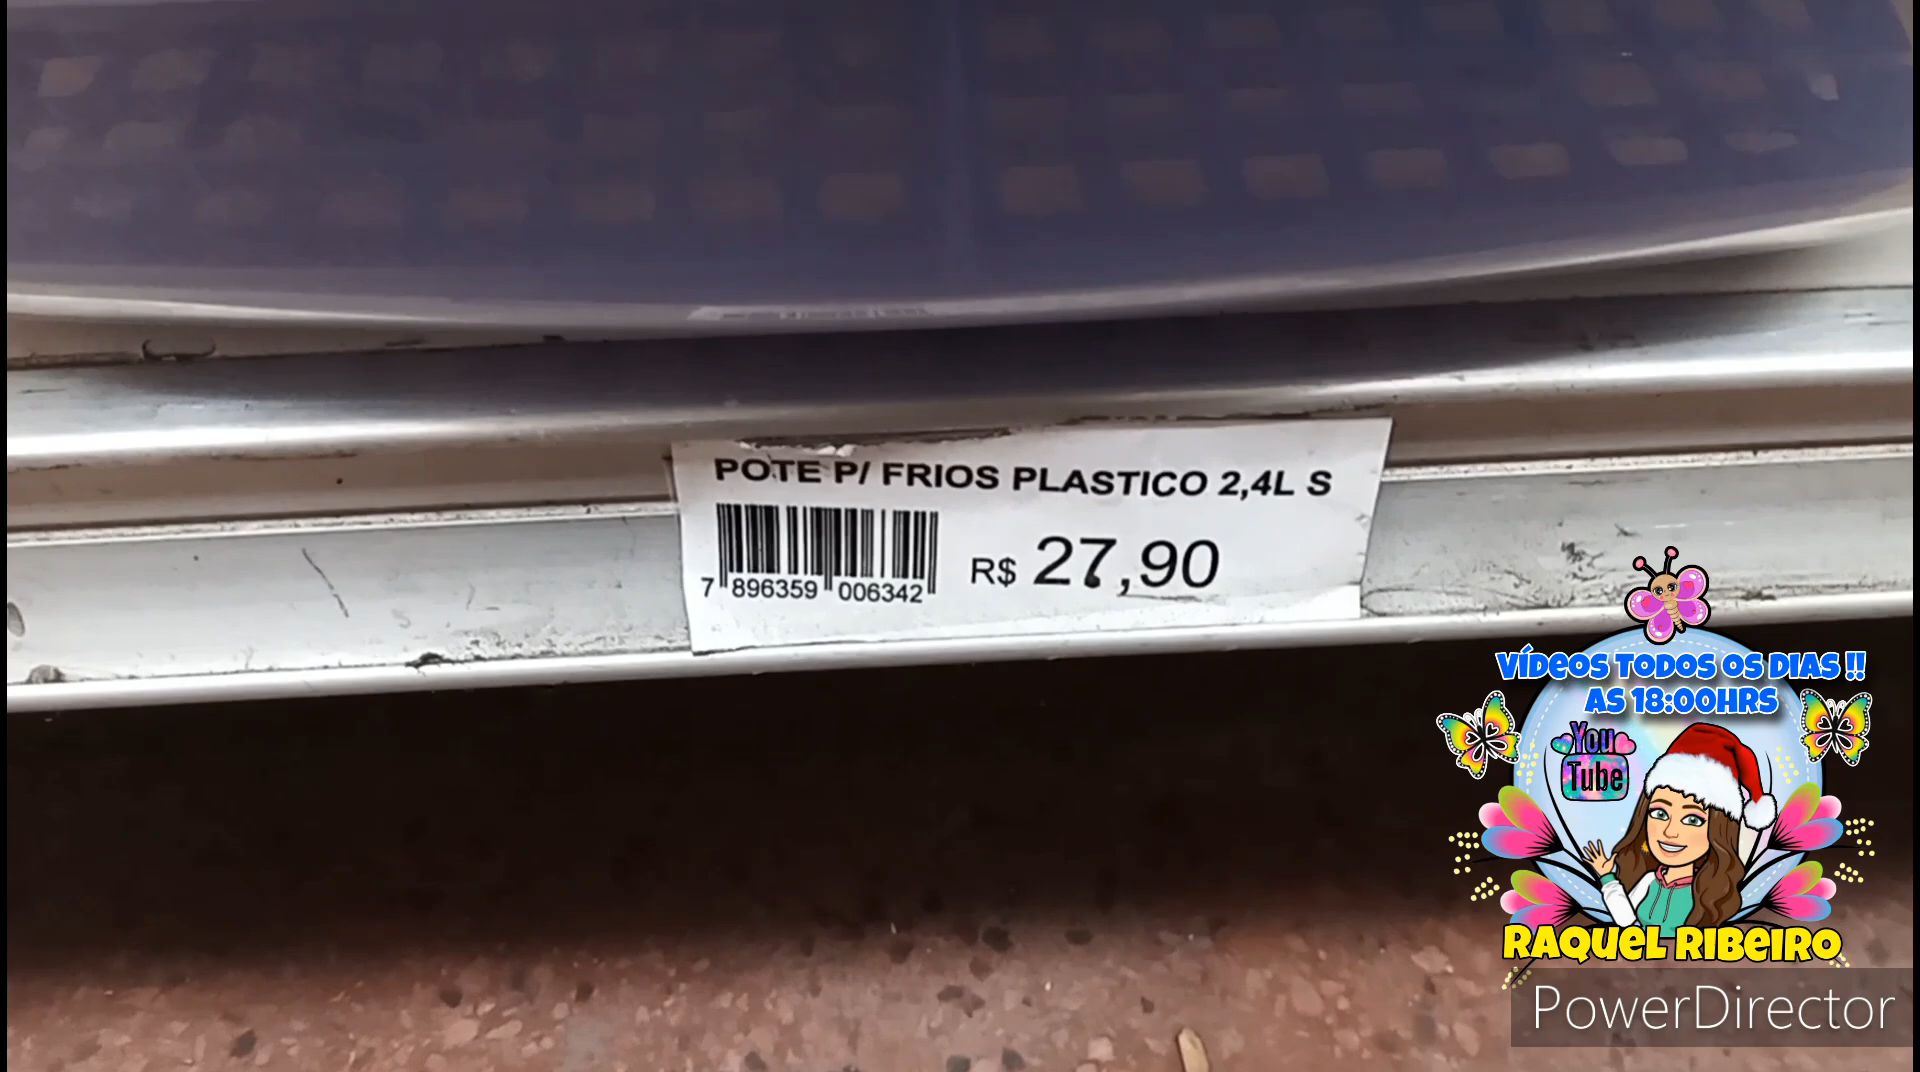 POTE P/ FRIOS PLASTICO 2,4L S
R$ 27,90
7 896359 006342
VÍDEOS TODOS OS DIAS !!
AS 18:00HRS
You
Tube
RAQUEL RIBEIRO
PowerDirector